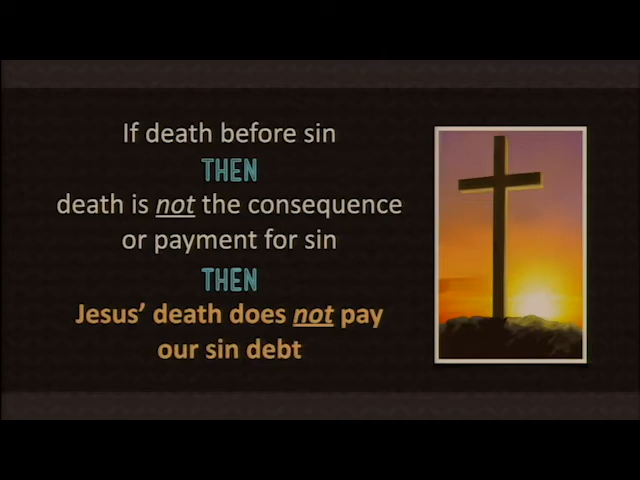 If death before sin
THEN
death is not the consequence
or payment for sin
THEN
Jesus’ death does not pay
our sin debt